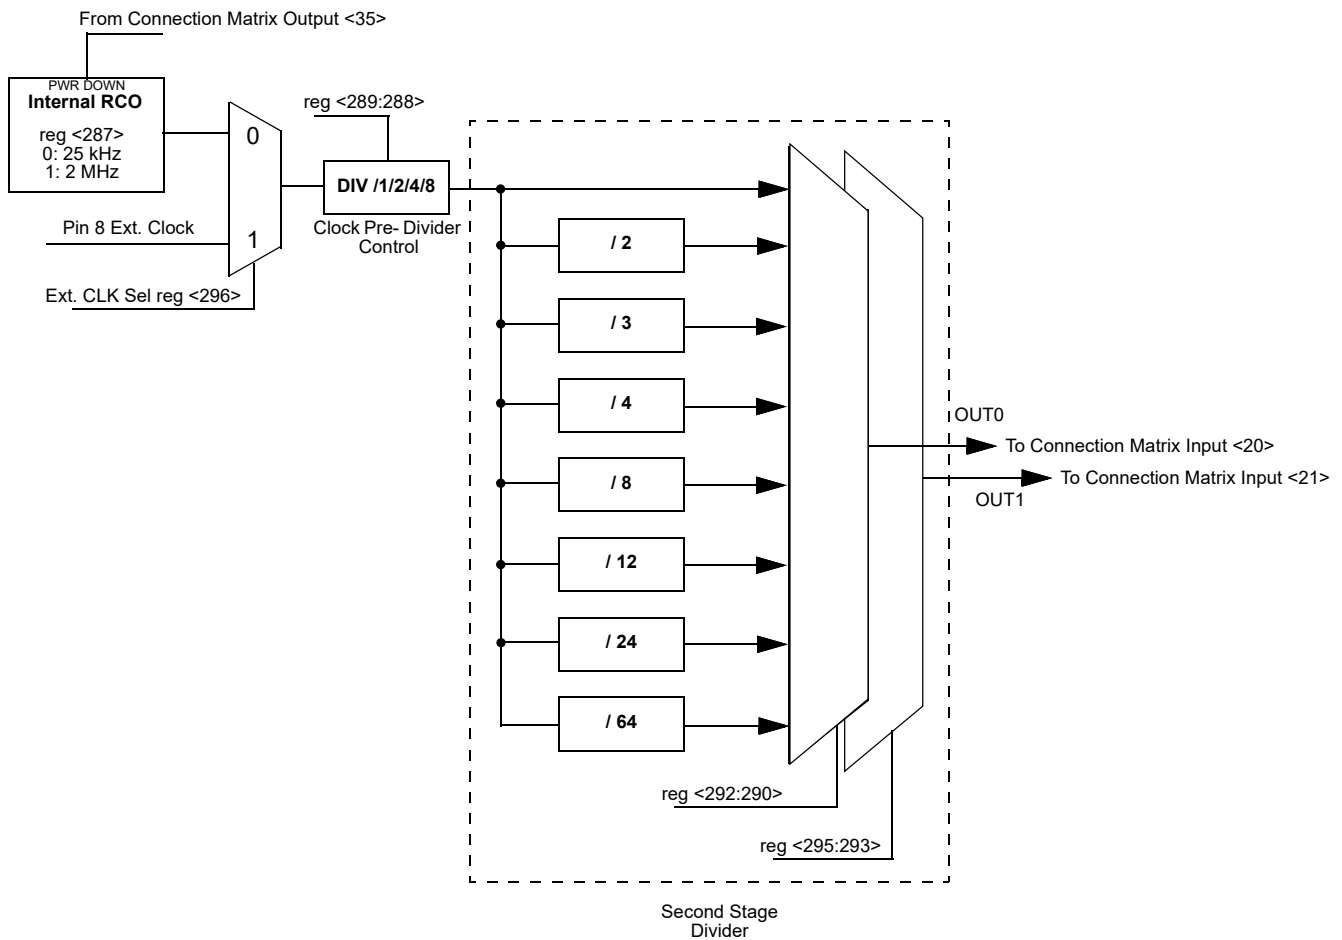 From Connection Matrix Output <35>
PWR DOWN
Internal RCO
reg <287>
0: 25 kHz
1: 2 MHz
0
1
Pin 8 Ext. Clock
Ext. CLK Sel reg <296>
reg <289:288>
DIV /1/2/4/8
Clock Pre- Divider
Control
/ 2
/ 3
/ 4
/ 8
/ 12
/ 24
/ 64
OUT0
To Connection Matrix Input <20>
To Connection Matrix Input <21>
OUT1
reg <292:290>
reg <295:293>
Second Stage
Divider